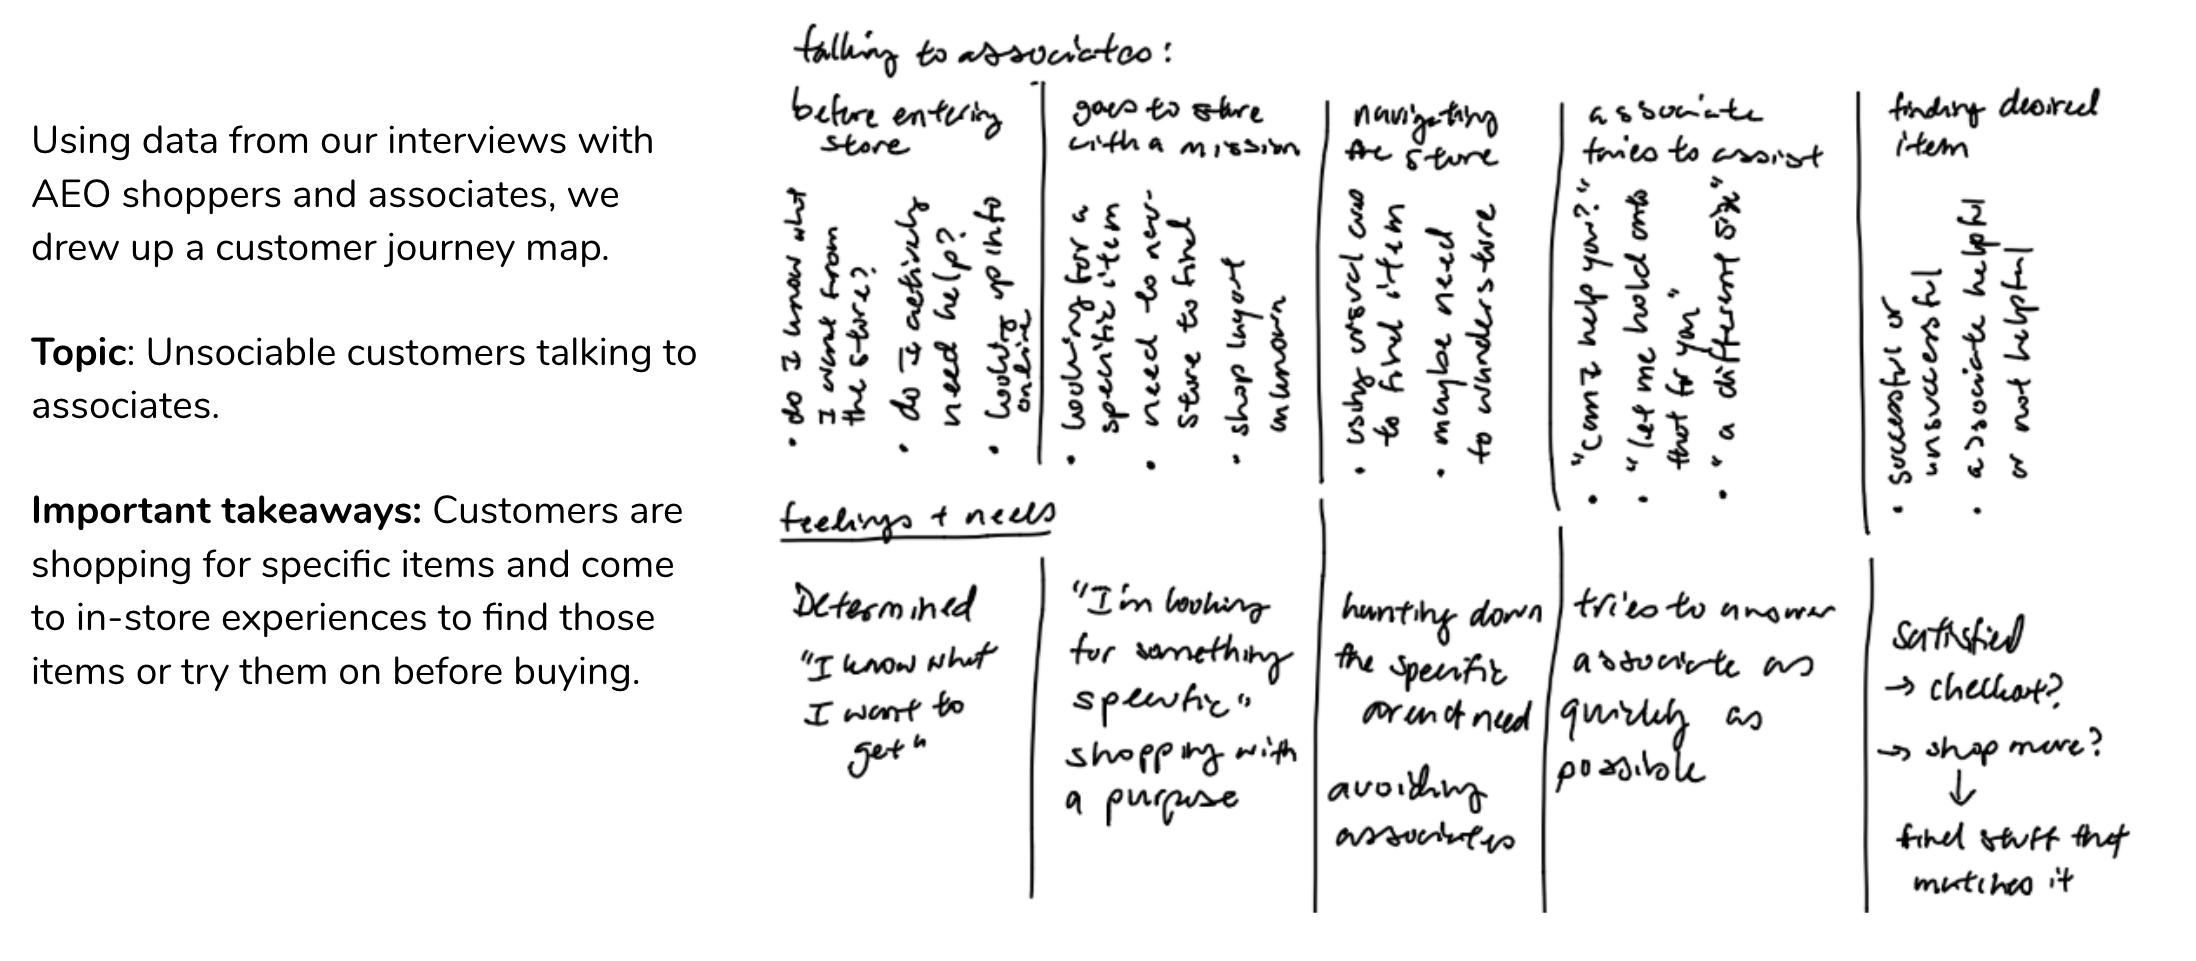 Using data from our interviews with
AEO shoppers and associates, we
drew up a customer journey map.
Topic: Unsociable customers talking to
associates.
Important takeaways: Customers are
shopping for specific items and come
to in-store experiences to find those
items or try them on before buying.
talking to associates:
before entering
store
• do I know what
I want from
the store?
• do I actively
need help?
• looking up info
online
goes to store
with a mission
• looking for a
specific item
• need to
store to find
• shop layout
unknown
navigating
the store
• using visual cues
to find item
• maybe need
to wander store
associate
tries to assist
• "can I help you?"
• "let me hold onto
that for you"
• "a different size"
finding desired
item
• successful or
unsuccessful
• associate helpful
or not helpful
feelings + needs
Determined
"I know what
I want to
get"
"I'm looking
for something
specific"
shopping with
a purpose
hunting down
the specific
need
avoiding
associates
tries to answer
associate as
quickly as
possible
satisfied
→ checkout?
→ shop more?
↓
find stuff that
matches it